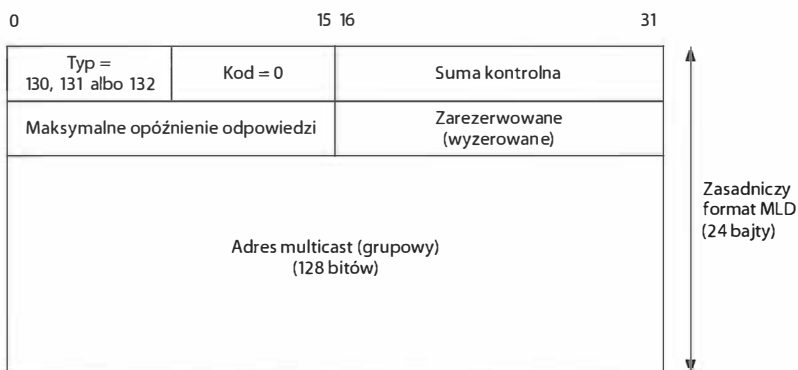 0 15 16 31
Typ =
130, 131 albo 132
Kod = 0
Suma kontrolna
Maksymalne opóźnienie odpowiedzi
Zarezerwowane
(wyzerowane)
Adres multicast (grupowy)
(128 bitów)
Zasadniczy
format MLD
(24 bajty)